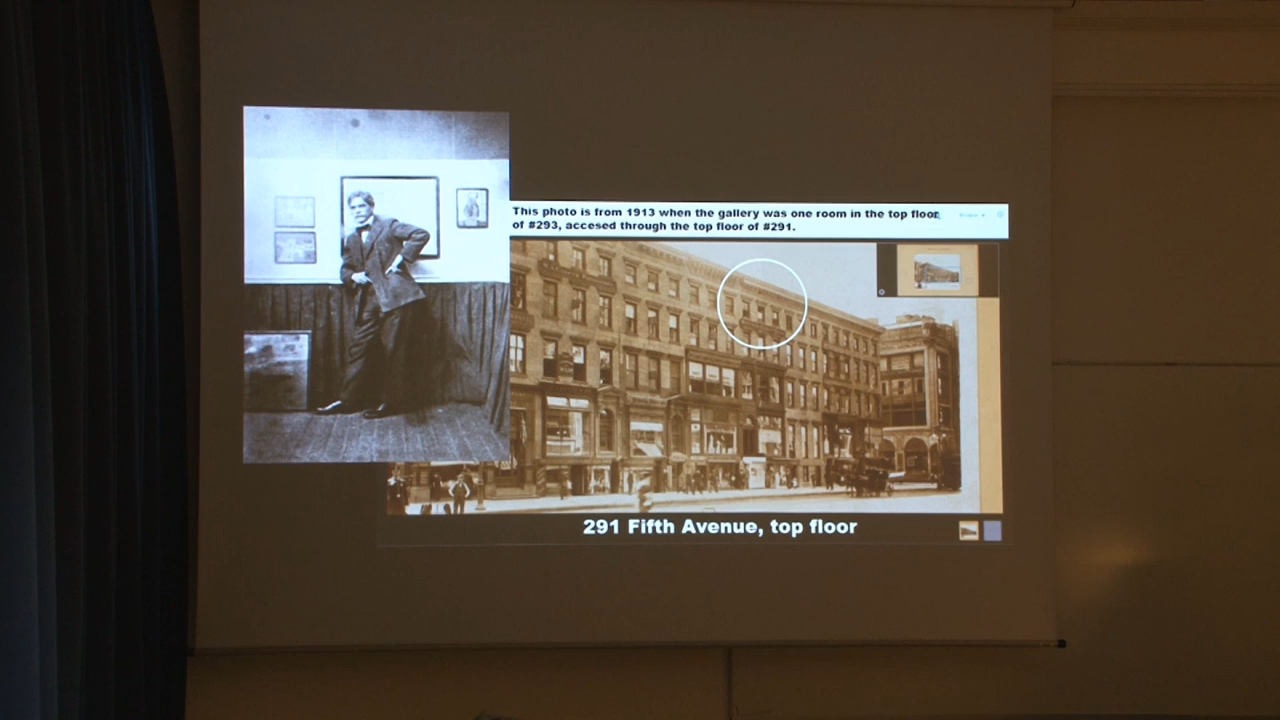 This photo is from 1913 when the gallery was one room in the top floor
of #293, accesed through the top floor of #291.
291 Fifth Avenue, top floor